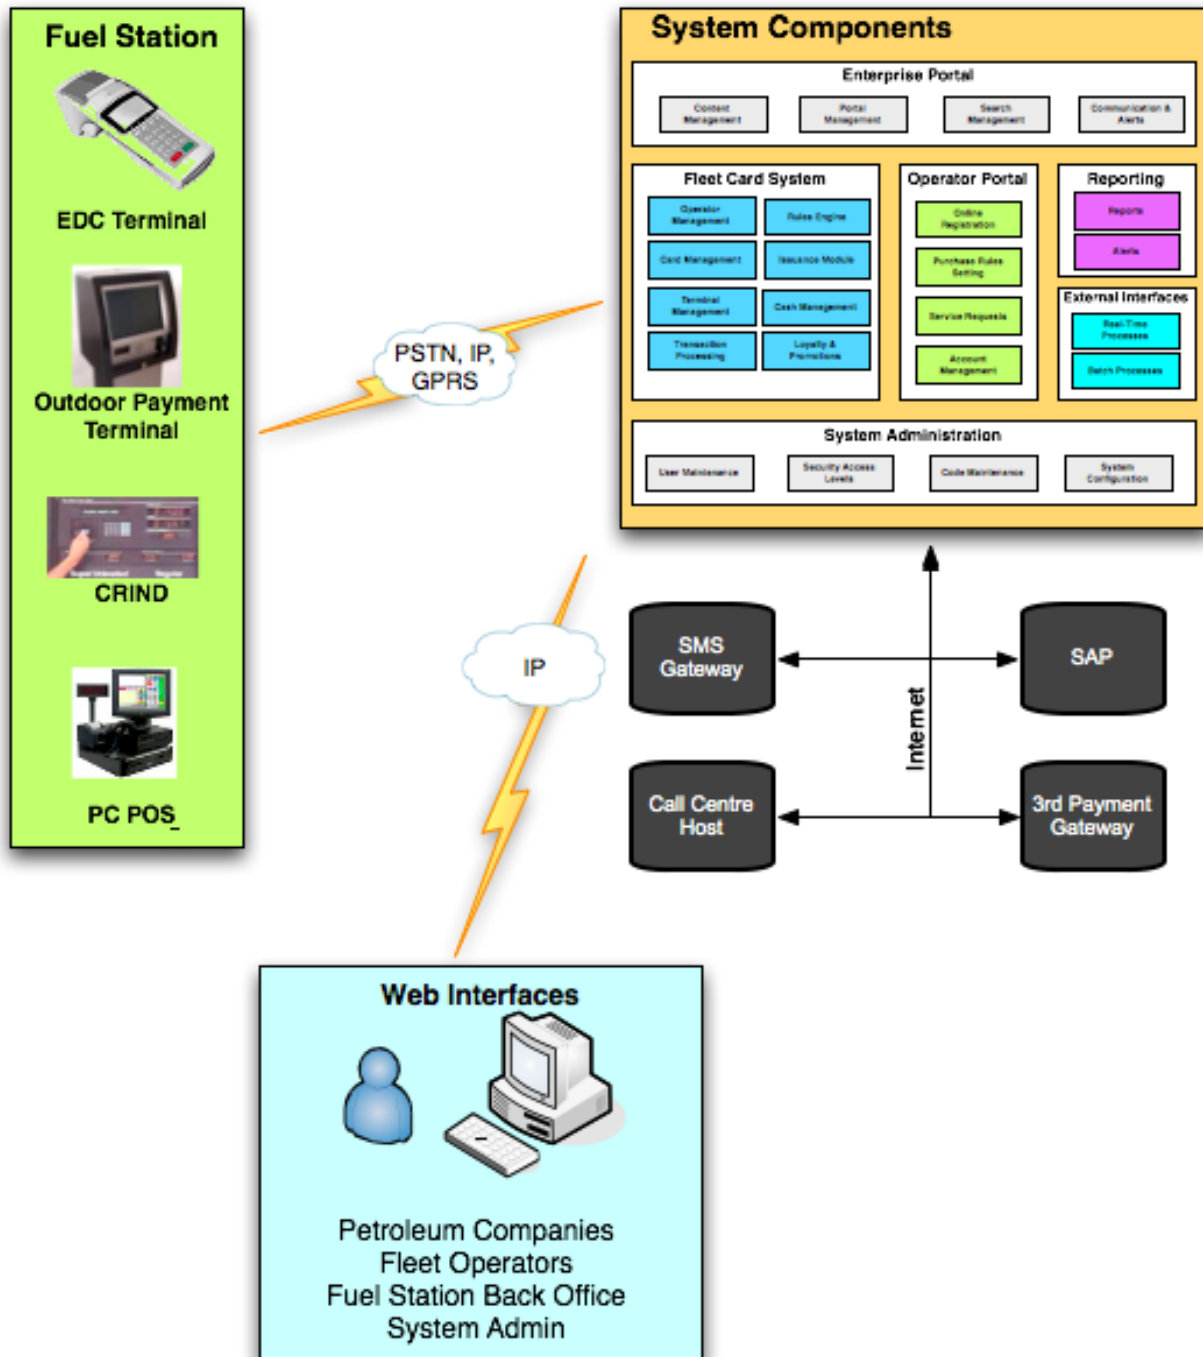 Fuel Station
EDC Terminal
Outdoor Payment
Terminal
CRIND
PC POS
PSTN, IP,
GPRS
System Components
Enterprise Portal
Content
Management
Portal
Management
Search
Management
Communication &
Alerts
Fleet Card System
Operator
Management
Rules Engine
Card Management
Issuance Module
Terminal
Management
Cash Management
Transaction
Processing
Loyalty &
Promotions
Operator Portal
Online
Registration
Purchase Rules
Setting
Service Requests
Account
Management
Reporting
Reports
Alerts
External Interfaces
Real-Time
Processes
Batch Processes
System Administration
User Maintenance
Security Access
Levels
Code Maintenance
System
Configuration
IP
SMS
Gateway
SAP
Internet
Call Centre
Host
3rd Payment
Gateway
Web Interfaces
Petroleum Companies
Fleet Operators
Fuel Station Back Office
System Admin